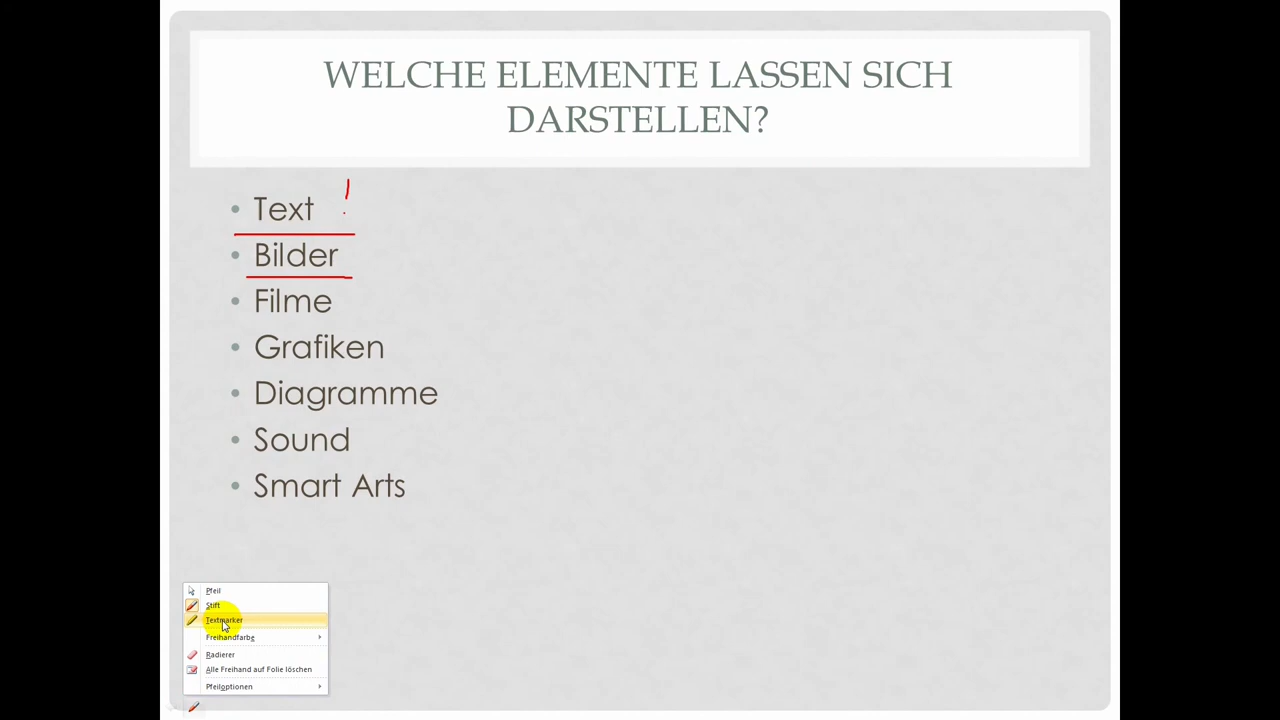 WELCHE ELEMENTE LASSEN SICH
DARSTELLEN?
• Text !
• Bilder
• Filme
• Grafiken
• Diagramme
• Sound
• Smart Arts
Pfeil
Stift
Textmarker
Freihandfarbe
Radierer
Alle Freihand auf Folie löschen
Pfeiloptionen